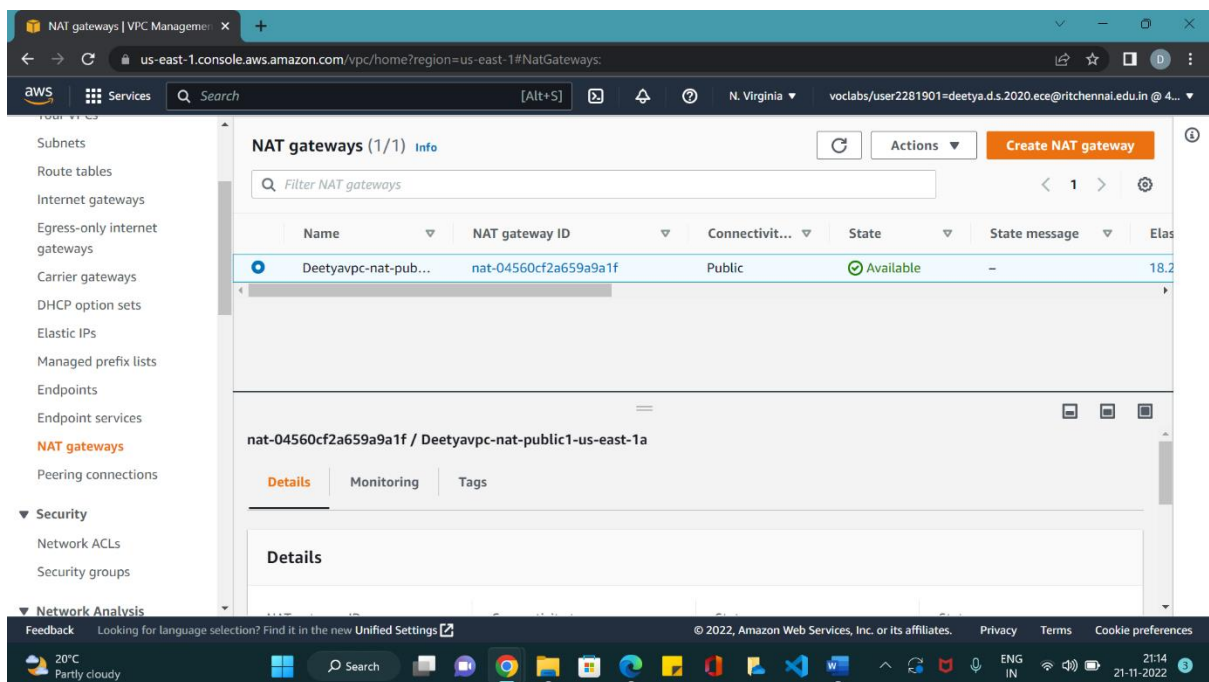 NAT gateways | VPC Managemen
us-east-1.console.aws.amazon.com/vpc/home?region=us-east-1#NatGateways:
D
aws
Services
Search
[Alt+S]
N. Virginia
voclabs/user2281901=deetya.d.s.2020.ece@ritchennai.edu.in @ 4...
Your VPCs
Subnets
Route tables
Internet gateways
Egress-only internet
gateways
Carrier gateways
DHCP option sets
Elastic IPs
Managed prefix lists
Endpoints
Endpoint services
NAT gateways
Peering connections
Security
Network ACLs
Security groups
Network Analysis
NAT gateways (1/1) Info
Actions
Create NAT gateway
Filter NAT gateways
1
Name
NAT gateway ID
Connectivit...
State
State message
Elas
Deetyavpc-nat-pub...
nat-04560cf2a659a9a1f
Public
Available
–
18.2
nat-04560cf2a659a9a1f / Deetyavpc-nat-public1-us-east-1a
Details
Monitoring
Tags
Details
Feedback
Looking for language selection? Find it in the new Unified Settings
© 2022, Amazon Web Services, Inc. or its affiliates.
Privacy
Terms
Cookie preferences
20°C
Partly cloudy
Search
ENG
IN
21:14
21-11-2022
3